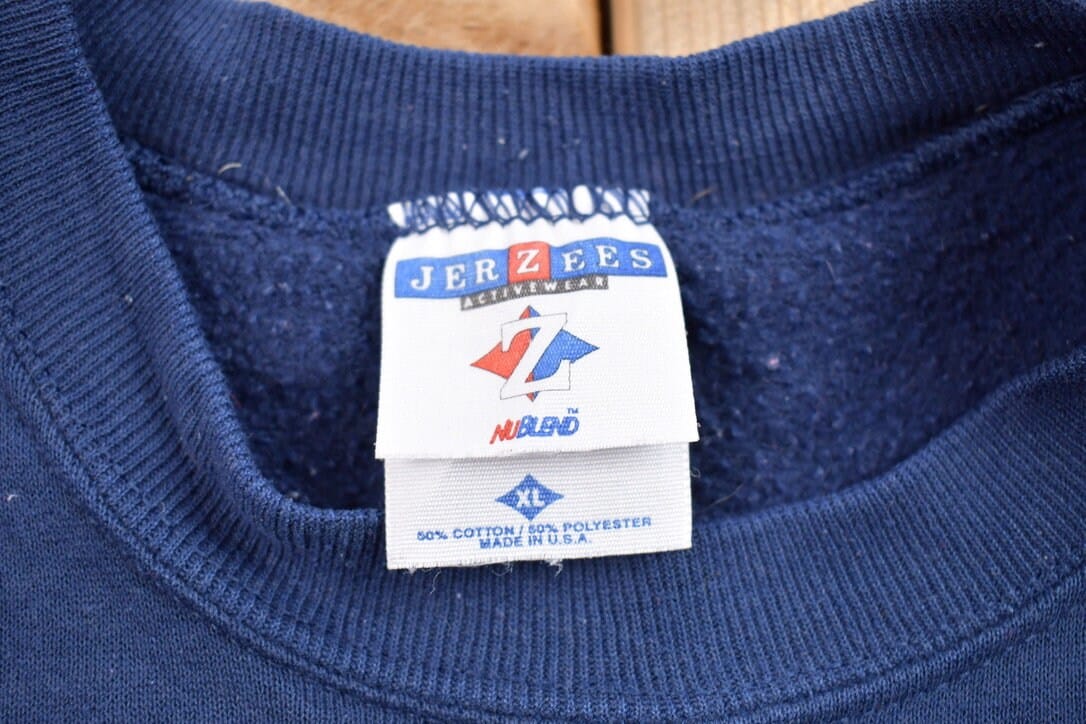 JERZEES
ACTIVEWEAR
Z
NUBLEND™
XL
50% COTTON / 50% POLYESTER
MADE IN U.S.A.